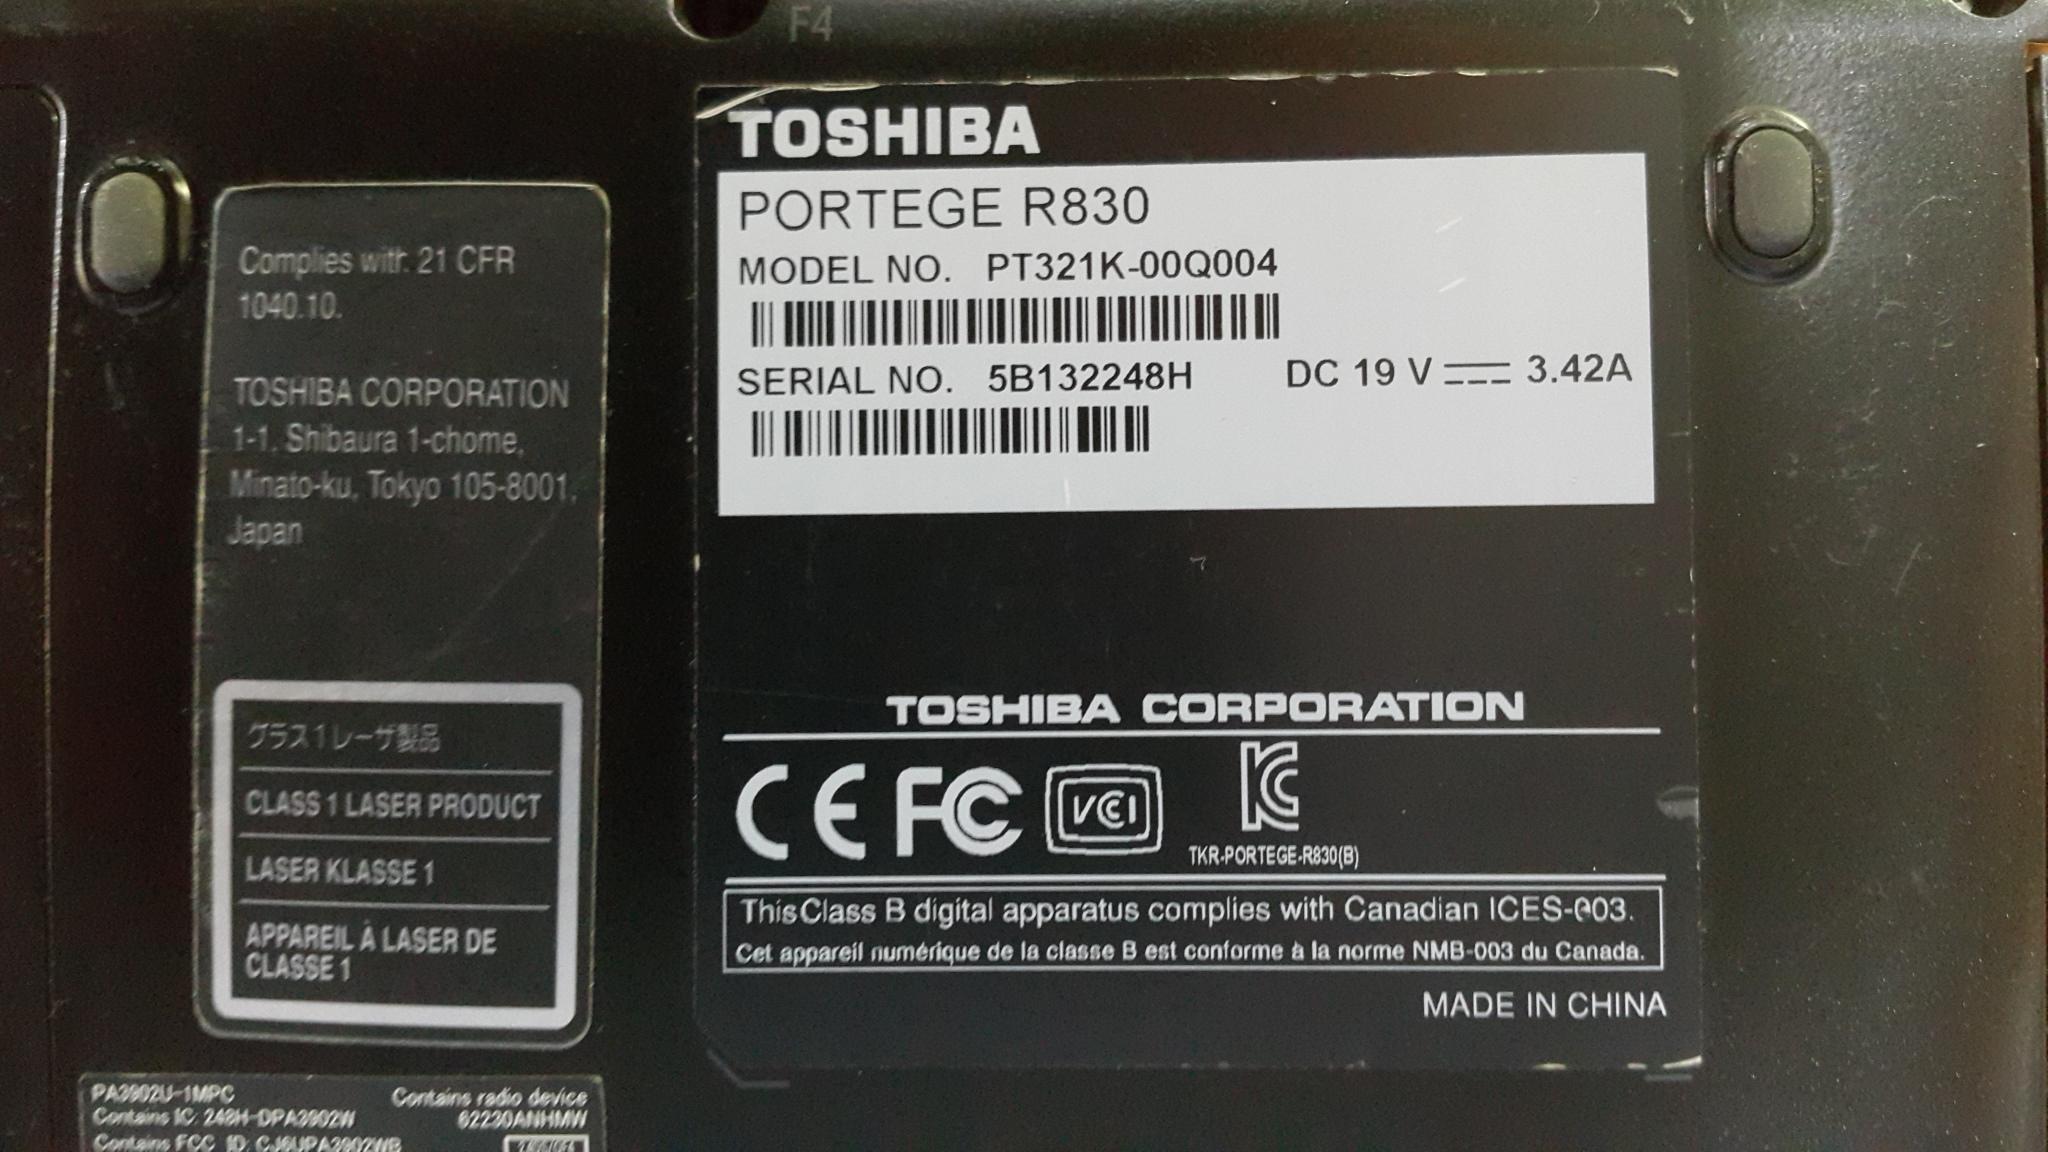 F4
Complies with 21 CFR
1040.10.
TOSHIBA CORPORATION
1-1, Shibaura 1-chome,
Minato-ku, Tokyo 105-8001,
Japan
クラス1レーザ製品
CLASS 1 LASER PRODUCT
LASER KLASSE 1
APPAREIL À LASER DE
CLASSE 1
PA3902U-1MPC
Contains IC: 248H-DPA3902W
Contains FCC ID: CJ6UPA3902WB
Contains radio device
62230ANHMW
TOSHIBA
PORTEGE R830
MODEL NO. PT321K-00Q004
SERIAL NO. 5B132248H DC 19 V 3.42A
TOSHIBA CORPORATION
CE FC VCI KC
TKR-PORTEGE-R830(B)
This Class B digital apparatus complies with Canadian ICES-003.
Cet appareil numérique de la classe B est conforme à la norme NMB-003 du Canada.
MADE IN CHINA